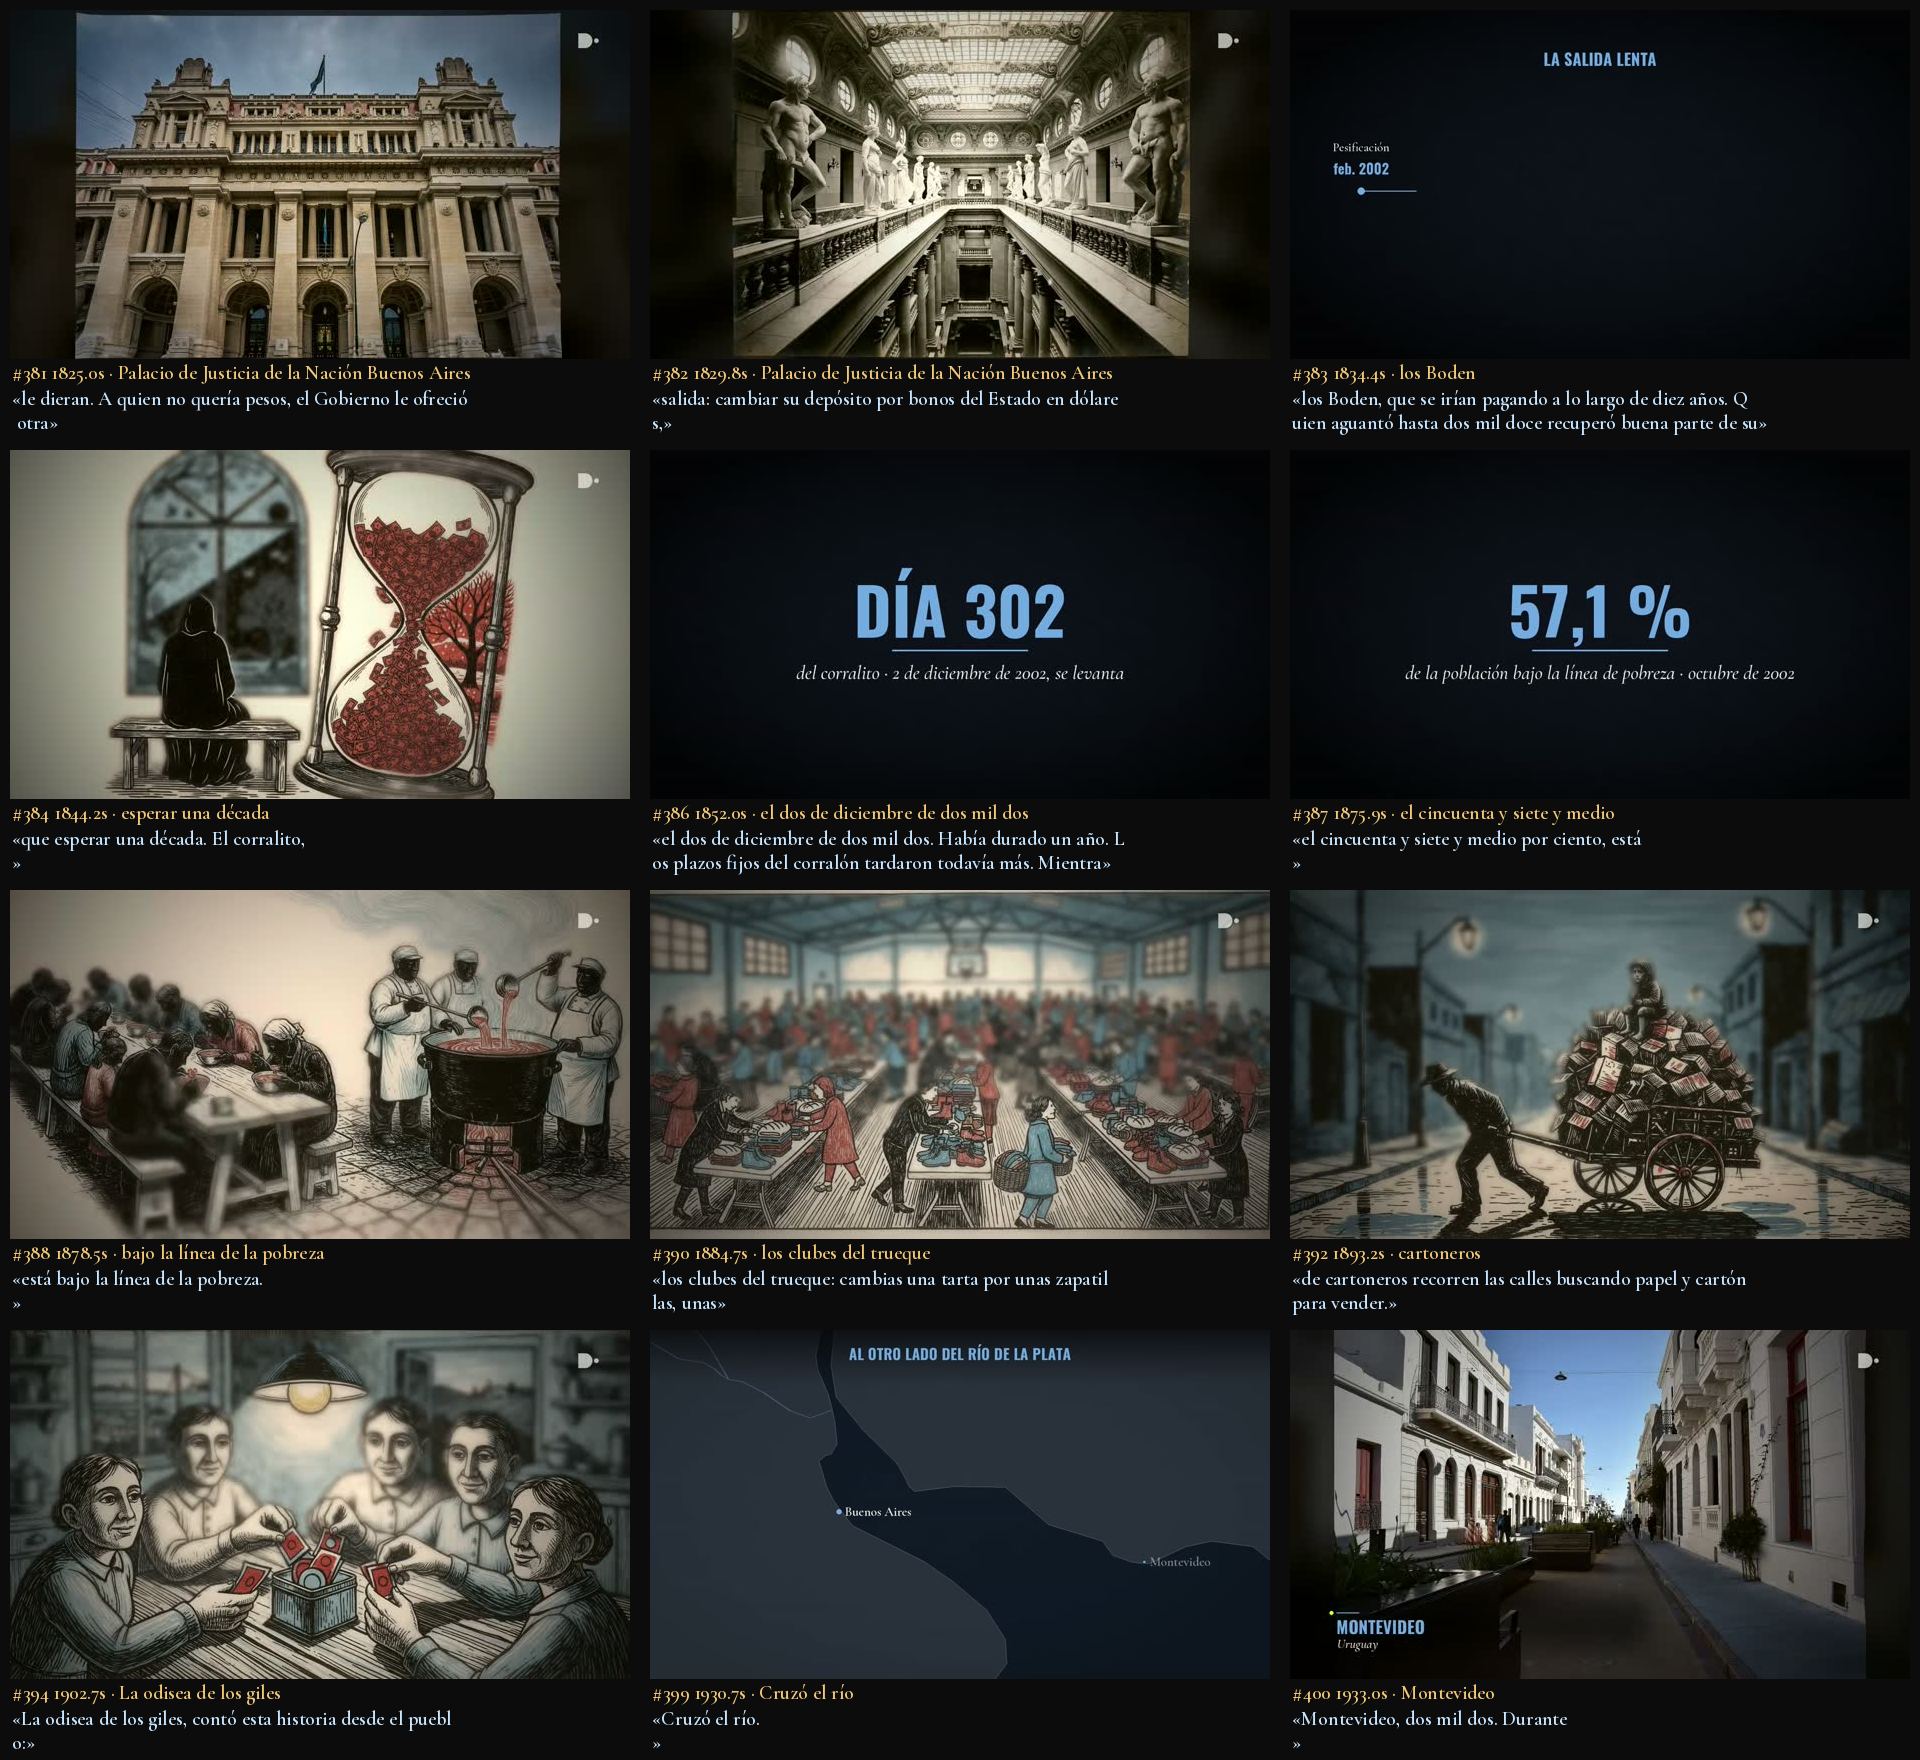 LA SALIDA LENTA
Pesificación
feb. 2002
#381 1825.0s · Palacio de Justicia de la Nación Buenos Aires
«le dieran. A quien no quería pesos, el Gobierno le ofreció
otra»
#382 1829.8s · Palacio de Justicia de la Nación Buenos Aires
«salida: cambiar su depósito por bonos del Estado en dólare
s,»
#383 1834.4s · los Boden
«los Boden, que se irían pagando a lo largo de diez años. Q
uien aguantó hasta dos mil doce recuperó buena parte de su»
DÍA 302
del corralito · 2 de diciembre de 2002, se levanta
57,1 %
de la población bajo la línea de pobreza · octubre de 2002
#384 1844.2s · esperar una década
«que esperar una década. El corralito,
»
#386 1852.0s · el dos de diciembre de dos mil dos
«el dos de diciembre de dos mil dos. Había durado un año. L
os plazos fijos del corralón tardaron todavía más. Mientra»
#387 1875.9s · el cincuenta y siete y medio
«el cincuenta y siete y medio por ciento, está
»
#388 1878.5s · bajo la línea de la pobreza
«está bajo la línea de la pobreza.
»
#390 1884.7s · los clubes del trueque
«los clubes del trueque: cambias una tarta por unas zapatil
las, unas»
#392 1893.2s · cartoneros
«de cartoneros recorren las calles buscando papel y cartón
para vender.»
AL OTRO LADO DEL RÍO DE LA PLATA
Buenos Aires
Montevideo
MONTEVIDEO
Uruguay
#394 1902.7s · La odisea de los giles
«La odisea de los giles, contó esta historia desde el puebl
o:»
#399 1930.7s · Cruzó el río
«Cruzó el río.
»
#400 1933.0s · Montevideo
«Montevideo, dos mil dos. Durante
»